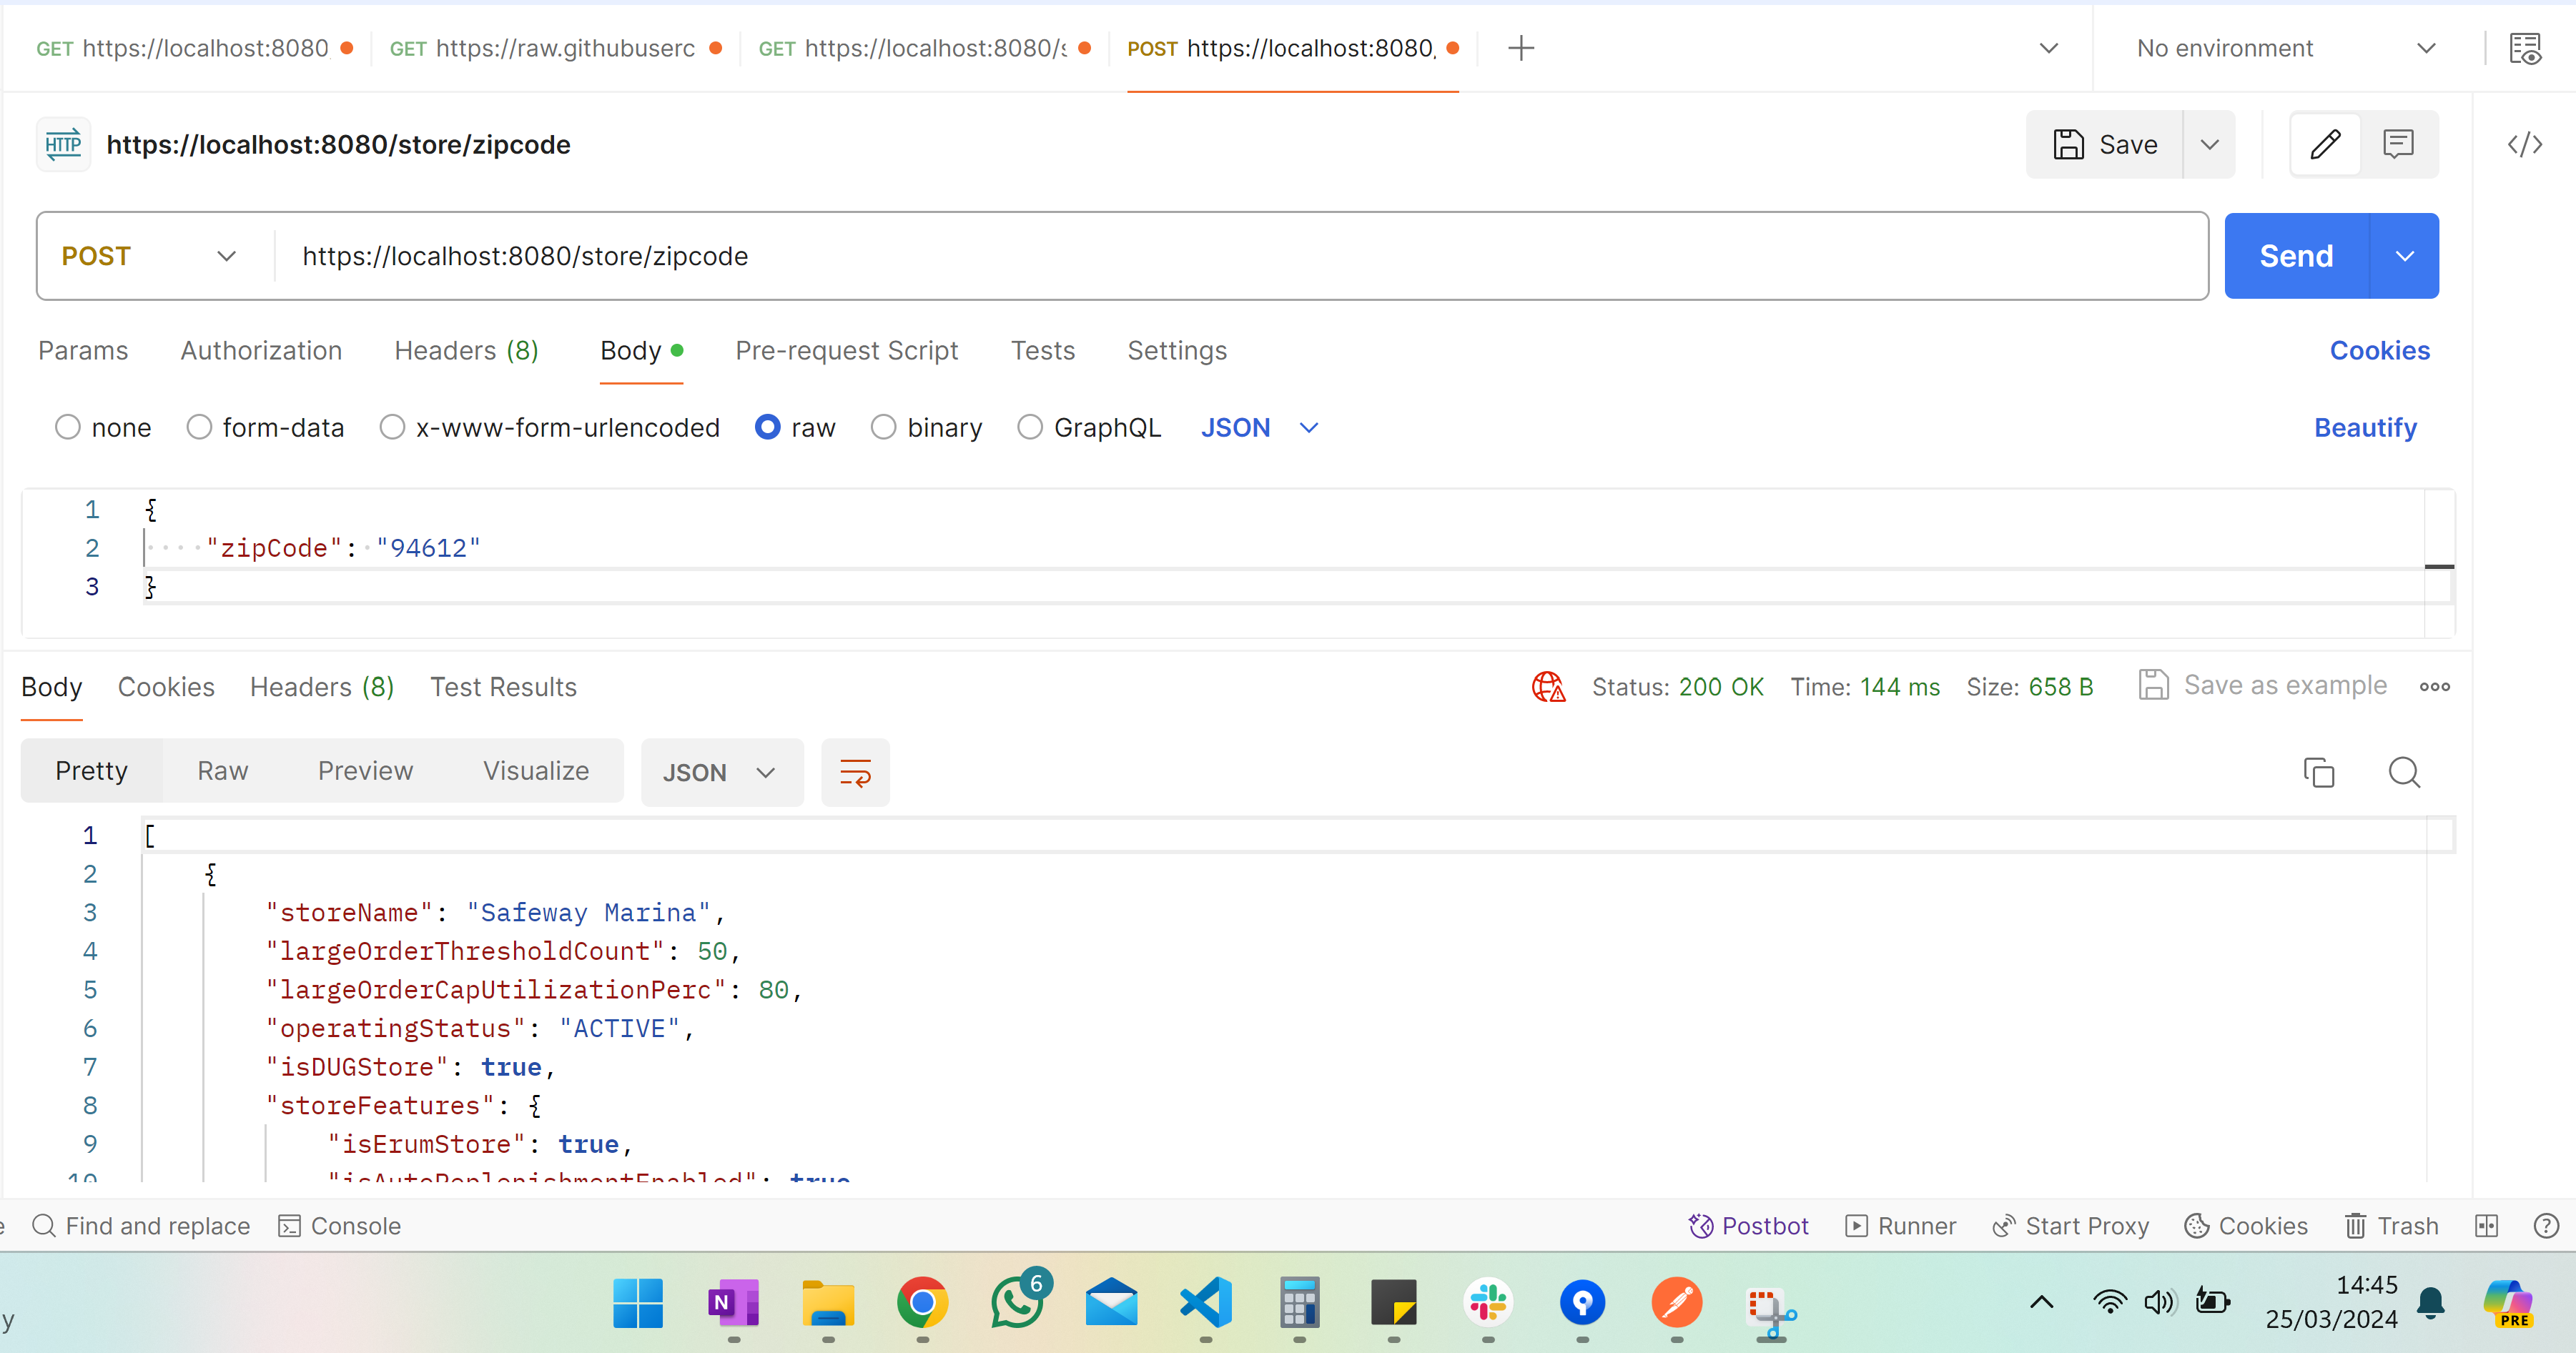 GET https://localhost:8080 GET https://raw.githubuserc GET https://localhost:8080/s POST https://localhost:8080, No environment
HTTP https://localhost:8080/store/zipcode Save
POST https://localhost:8080/store/zipcode Send
Params Authorization Headers (8) Body Pre-request Script Tests Settings Cookies
none form-data x-www-form-urlencoded raw binary GraphQL JSON Beautify
1 {
2 "zipCode": "94612"
3 }
Body Cookies Headers (8) Test Results Status: 200 OK Time: 144 ms Size: 658 B Save as example
Pretty Raw Preview Visualize JSON
1 [
2 {
3 "storeName": "Safeway Marina",
4 "largeOrderThresholdCount": 50,
5 "largeOrderCapUtilizationPerc": 80,
6 "operatingStatus": "ACTIVE",
7 "isDUGStore": true,
8 "storeFeatures": {
9 "isErumStore": true,
10 "isAutoReplenishmentEnabled": true
Find and replace Console Postbot Runner Start Proxy Cookies Trash
N 6 14:45
y 25/03/2024 PRE